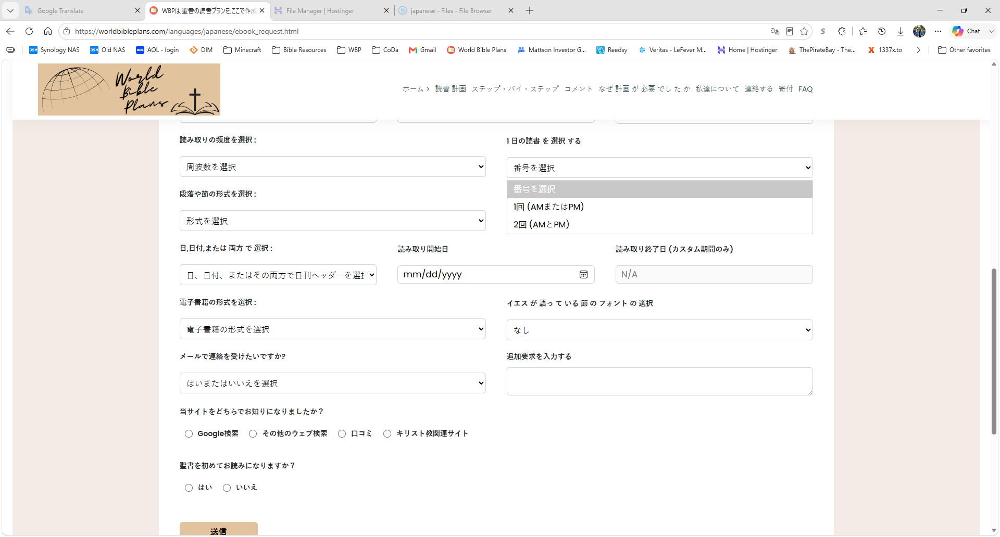 Google Translate
WBPは,聖書の読書プランを,ここで作成
File Manager | Hostinger
japanese - Files - File Browser
https://worldbibleplans.com/languages/japanese/ebook_request.html
Chat
Synology NAS
Old NAS
AOL - login
DIM
Minecraft
Bible Resources
WBP
CoDa
Gmail
World Bible Plans
Mattson Investor G...
Reedsy
Veritas - LeFever M...
Home | Hostinger
ThePirateBay - The...
1337x.to
Other favorites
World
Bible
Plans
ホーム > 読書 計画 ステップ・バイ・ステップ コメント なぜ 計画 が 必要 でし た か 私達について 連絡する 寄付 FAQ
読み取りの頻度を選択 :
1 日の読書 を 選択 する
周波数を選択
番号を選択
番号を選択
1回 (AMまたはPM)
2回 (AMとPM)
段落や節の形式を選択 :
形式を選択
日,日付,または 両方 で 選択 :
読み取り開始日
読み取り終了日 (カスタム期間のみ)
日、日付、またはその両方で日刊ヘッダーを選
mm/dd/yyyy
N/A
電子書籍の形式を選択 :
イエス が 語っ て いる 節 の フォント の 選択
電子書籍の形式を選択
なし
メールで連絡を受けたいですか?
追加要求を入力する
はいまたはいいえを選択
当サイトをどちらでお知りになりましたか？
Google検索
その他のウェブ検索
口コミ
キリスト教関連サイト
聖書を初めてお読みになりますか？
はい
いいえ
送信